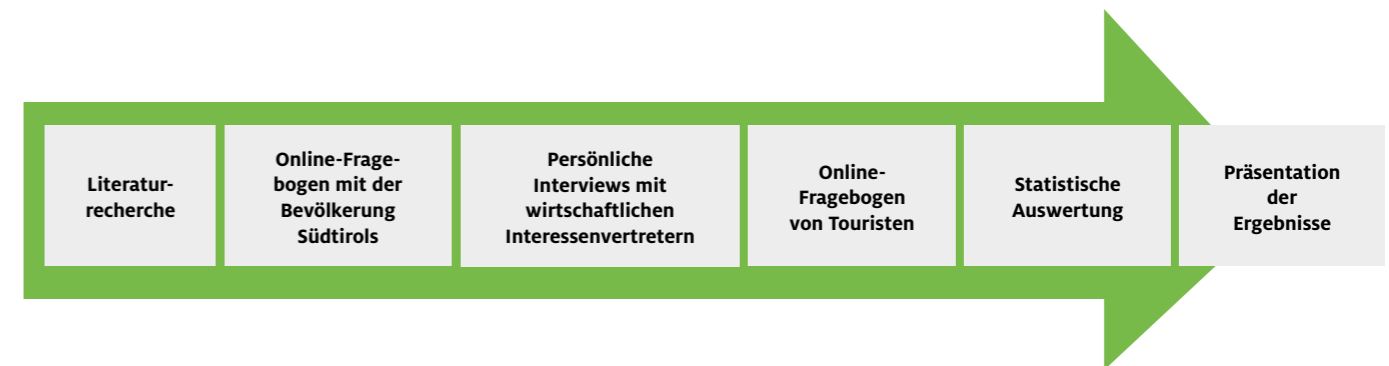 Literatur-
recherche
Online-Frage-
bogen mit der
Bevölkerung
Südtirols
Persönliche
Interviews mit
wirtschaftlichen
Interessenvertretern
Online-
Fragebogen
von Touristen
Statistische
Auswertung
Präsentation
der
Ergebnisse